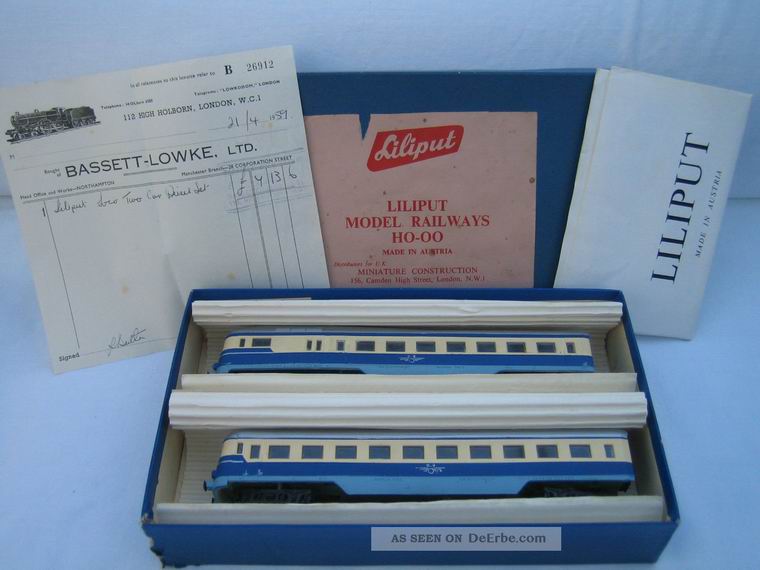 In all references to this invoice refer to B 26912
Telephone: HOLborn 6285
Telegrams: "LOWKODOM," LONDON
112 HIGH HOLBORN, LONDON, W.C.1
21/4 1959
M
Bought of BASSETT-LOWKE, LTD.
Head Office and Works—NORTHAMPTON
Manchester Branch—28 CORPORATION STREET
1 Liliput Loco Two Car Diesel Set £ 4 13 6
Signed
Liliput
LILIPUT
MODEL RAILWAYS
HO-OO
MADE IN AUSTRIA
Distributors for U.K.
MINIATURE CONSTRUCTION
156, Camden High Street, London, N.W.1
LILIPUT
MADE IN AUSTRIA
AS SEEN ON DeErbe.com